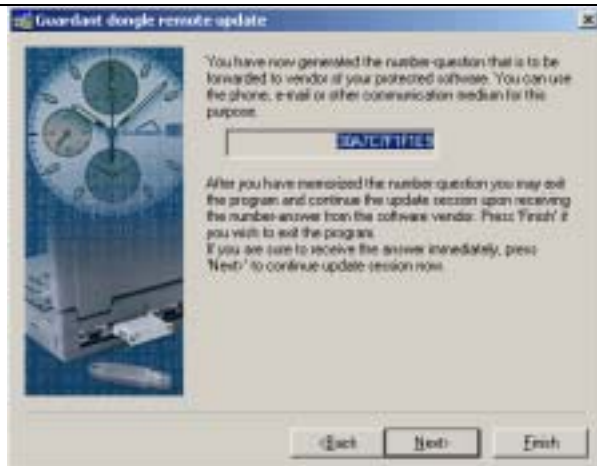 Guardant dongle remote update
You have now generated the number-question that is to be
forwarded to vendor of your protected software. You can use
the phone, e-mail or other communication medium for this
purpose.
After you have memorized the number question you may exit
the program and continue the update session upon receiving
the number-answer from the software vendor. Press 'Finish' if
you wish to exit the program.
If you are sure to receive the answer immediately, press
'Next>' to continue update session now.
<Back
Next>
Finish